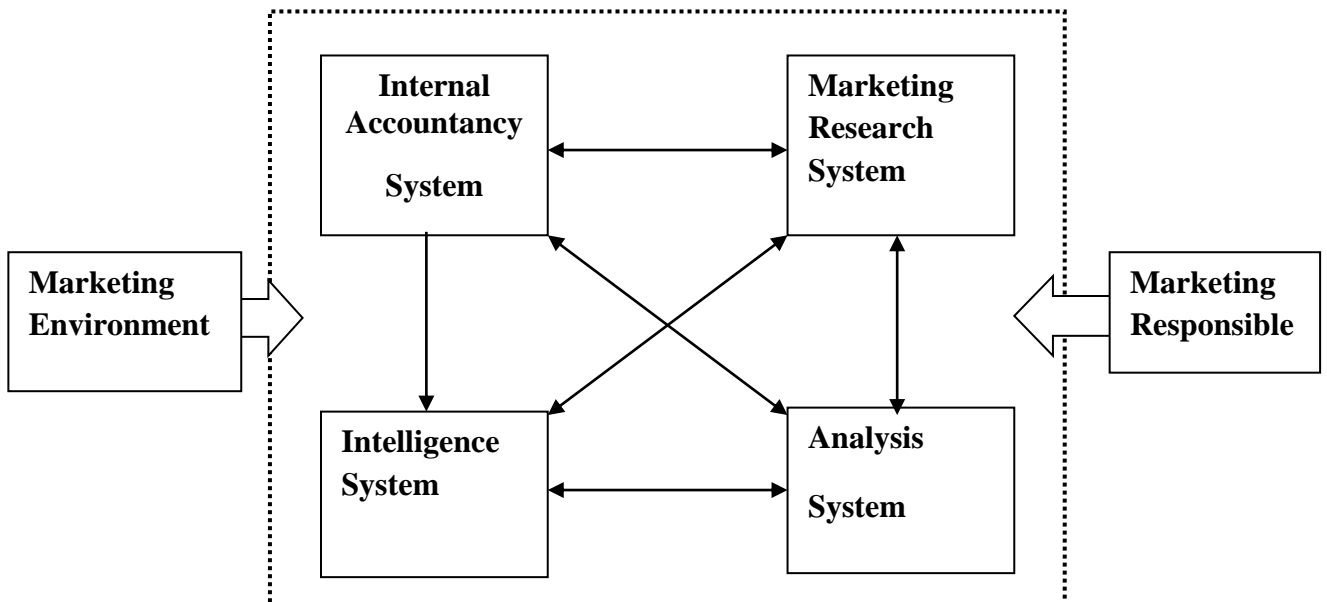 Internal
Accountancy
System
Marketing
Research
System
Marketing
Environment
Marketing
Responsible
Intelligence
System
Analysis
System